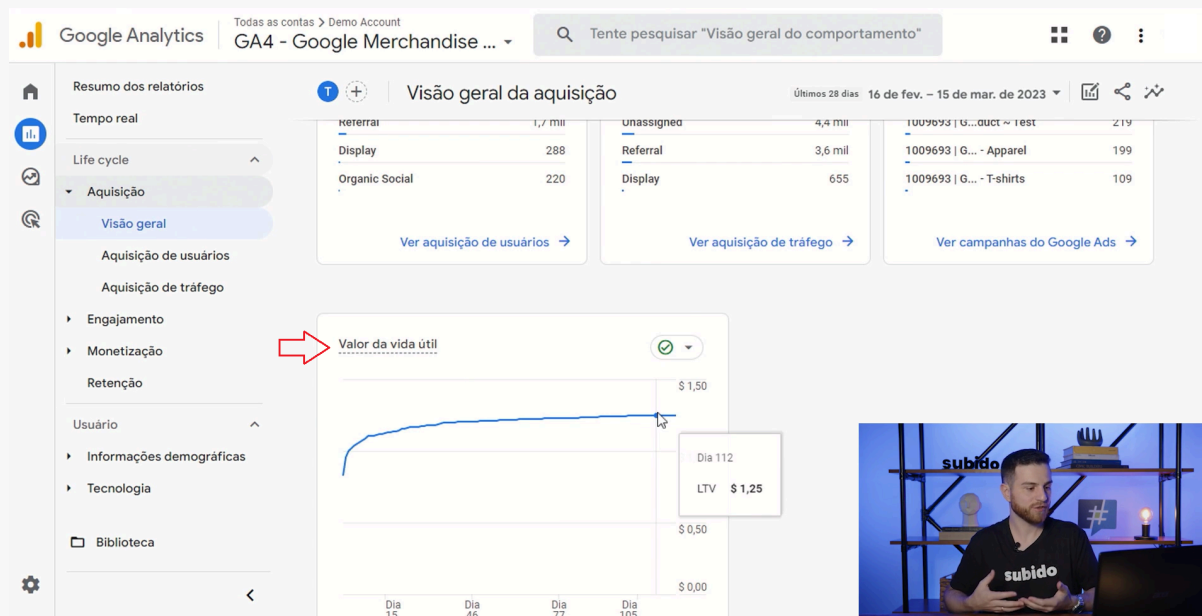 Google Analytics
Todas as contas > Demo Account
GA4 - Google Merchandise ...
Tente pesquisar "Visão geral do comportamento"
Resumo dos relatórios
Tempo real
Life cycle
Aquisição
Visão geral
Aquisição de usuários
Aquisição de tráfego
Engajamento
Monetização
Retenção
Usuário
Informações demográficas
Tecnologia
Biblioteca
T
Visão geral da aquisição
Últimos 28 dias 16 de fev. – 15 de mar. de 2023
Referral 1,7 mil
Display 288
Organic Social 220
Ver aquisição de usuários
Unassigned 4,4 mil
Referral 3,6 mil
Display 655
Ver aquisição de tráfego
1009693 | G...duct ~ Test 219
1009693 | G... - Apparel 199
1009693 | G... - T-shirts 109
Ver campanhas do Google Ads
Valor da vida útil
$ 1,50
Dia 112
LTV $ 1,25
$ 0,50
$ 0,00
Dia Dia Dia Dia
15 46 77 105
subido
#
subido